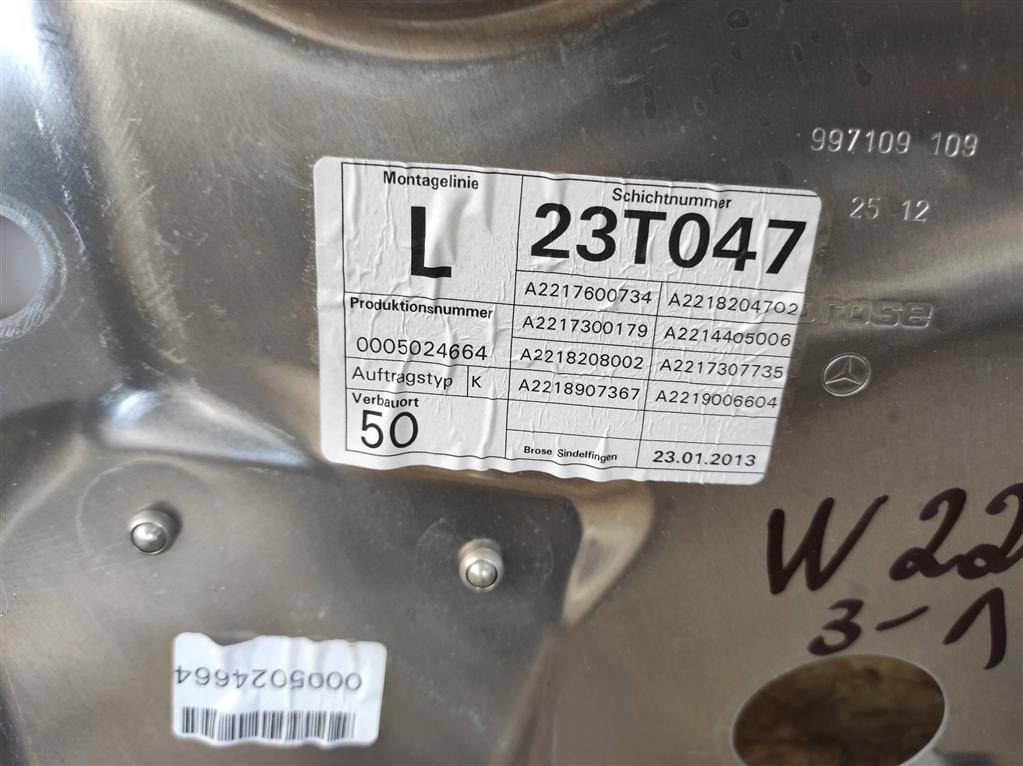 997109 109
25 12
Montagelinie
L
Schichtnummer
23T047
Produktionsnummer
0005024664
Auftragstyp K
Verbauort
50
A2217600734 A2218204702
A2217300179 A2214405006
A2218208002 A2217307735
A2218907367 A2219006604
Brose Sindelfingen 23.01.2013
brose
W 22
3-1
0005024664